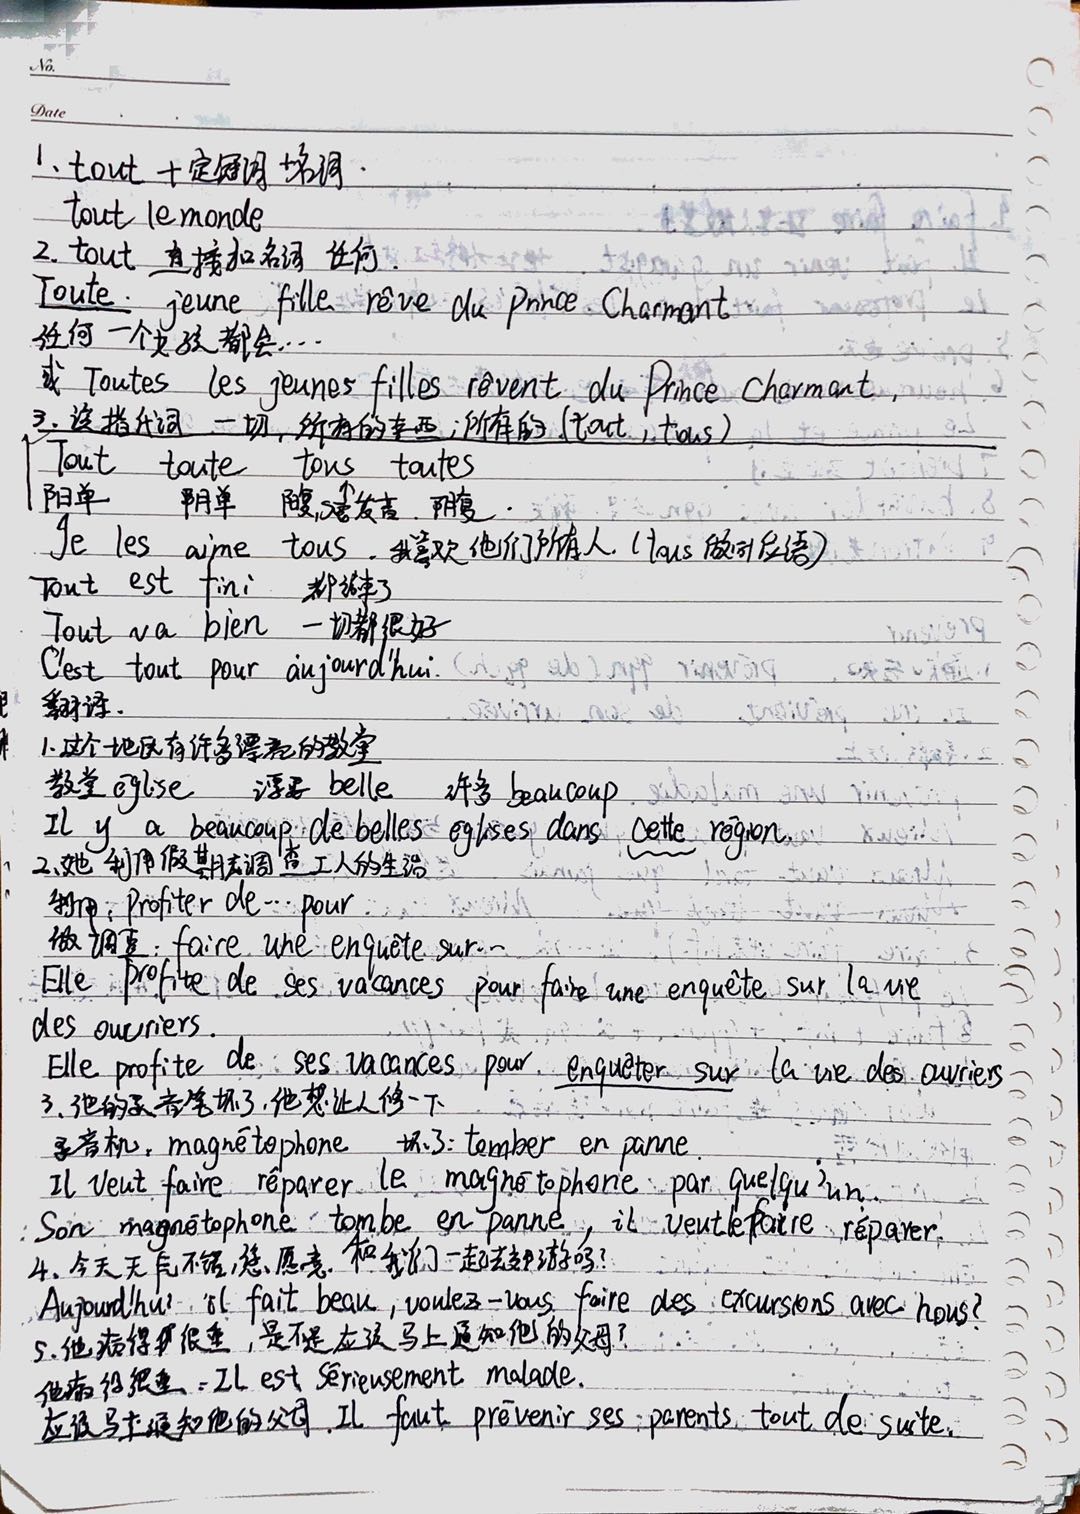 No.
Date
1、tout + 定冠词 + 名词.
tout le monde
2. tout 直接加名词 任何.
Toute. jeune fille rêve du Prince Charmant
任何一个女孩都会....
或 Toutes les jeunes filles rêvent du Prince Charmant.
3. 泛指代词 一切, 所有的东西; 所有的 (tout, tous)
Tout toute tous toutes
阳单 阴单 阳复, s要发音. 阴复.
Je les aime tous. 我喜欢他们所有人. (tous 做同位语)
Tout est fini 都结束了
Tout va bien 一切都很好
C'est tout pour aujourd'hui.
翻译.
1. 这个地区有许多漂亮的教堂
教堂 église 漂亮 belle 许多 beaucoup
Il y a beaucoup de belles églises dans cette région.
2、她利用假期去调查工人的生活
利用: Profiter de … pour
做调查: faire une enquête sur …
Elle profite de ses vacances pour faire une enquête sur la vie
des ouvriers.
Elle profite de ses vacances pour enquêter sur la vie des ouvriers
3、他的录音笔坏了, 他想让人修一下
录音机: magnétophone 坏了: tomber en panne.
Il veut faire réparer le magnétophone par quelqu'un.
Son magnétophone tombe en panne, il veut le faire réparer.
4、今天天气不错, 您愿意和我们一起去郊游吗?
Aujourd'hui il fait beau, voulez-vous faire des excursions avec nous?
5. 他病得很重, 是不是应该马上通知他的父母?
他病得很重: Il est sérieusement malade.
应该马上通知他的父母. Il faut prévenir ses parents tout de suite.